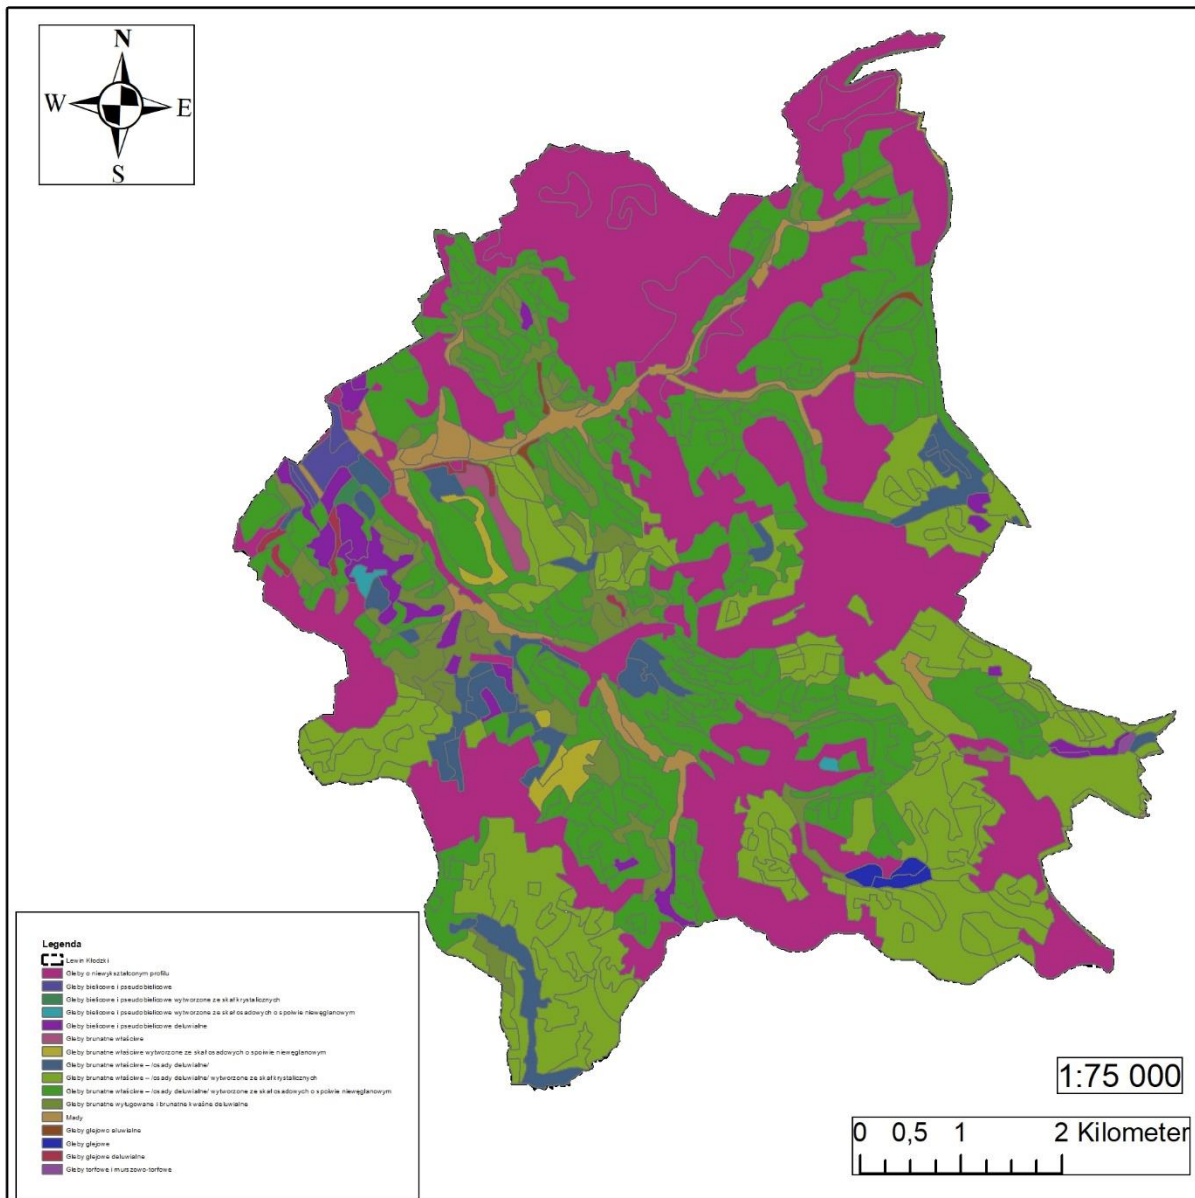 N
W E
S
Legenda
Lewin Kłodzki
Gleby o niewykształconym profilu
Gleby bielicowe i pseudobielicowe
Gleby bielicowe i pseudobielicowe wytworzone ze skał krystalicznych
Gleby bielicowe i pseudobielicowe wytworzone ze skał osadowych o spoiwie niewęglanowym
Gleby bielicowe i pseudobielicowe deluwialne
Gleby brunatne właściwe
Gleby brunatne właściwe wytworzone ze skał osadowych o spoiwie niewęglanowym
Gleby brunatne właściwe – /osady deluwialne/
Gleby brunatne właściwe – /osady deluwialne/ wytworzone ze skał krystalicznych
Gleby brunatne właściwe – /osady deluwialne/ wytworzone ze skał osadowych o spoiwie niewęglanowym
Gleby brunatne wyługowane i brunatne kwaśne deluwialne
Mady
Gleby glejowo aluwialne
Gleby glejowe
Gleby glejowe deluwialne
Gleby torfowe i murszowo-torfowe
1:75 000
0 0,5 1 2 Kilometer